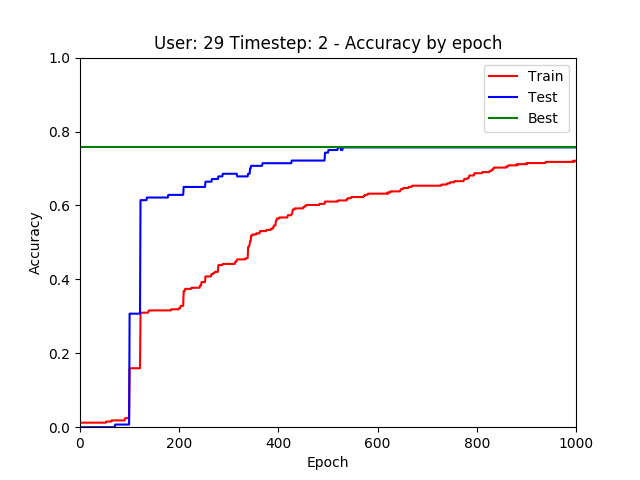 User: 29 Timestep: 2 - Accuracy by epoch
Train
Test
Best
1.0
0.8
0.6
0.4
0.2
0.0
Accuracy
0 200 400 600 800 1000
Epoch